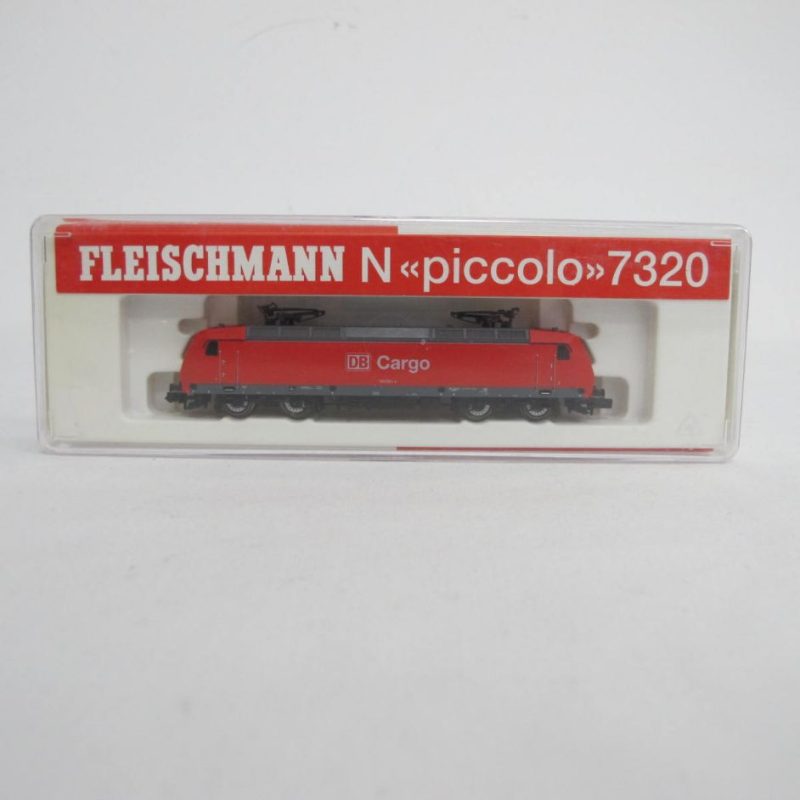 FLEISCHMANN N «piccolo» 7320
DB Cargo